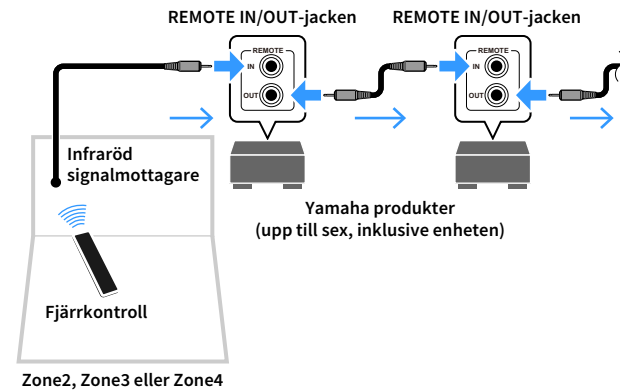 REMOTE IN/OUT-jacken
REMOTE IN/OUT-jacken
REMOTE
IN
OUT
REMOTE
IN
OUT
Infraröd
signalmottagare
Yamaha produkter
(upp till sex, inklusive enheten)
Fjärrkontroll
Zone2, Zone3 eller Zone4